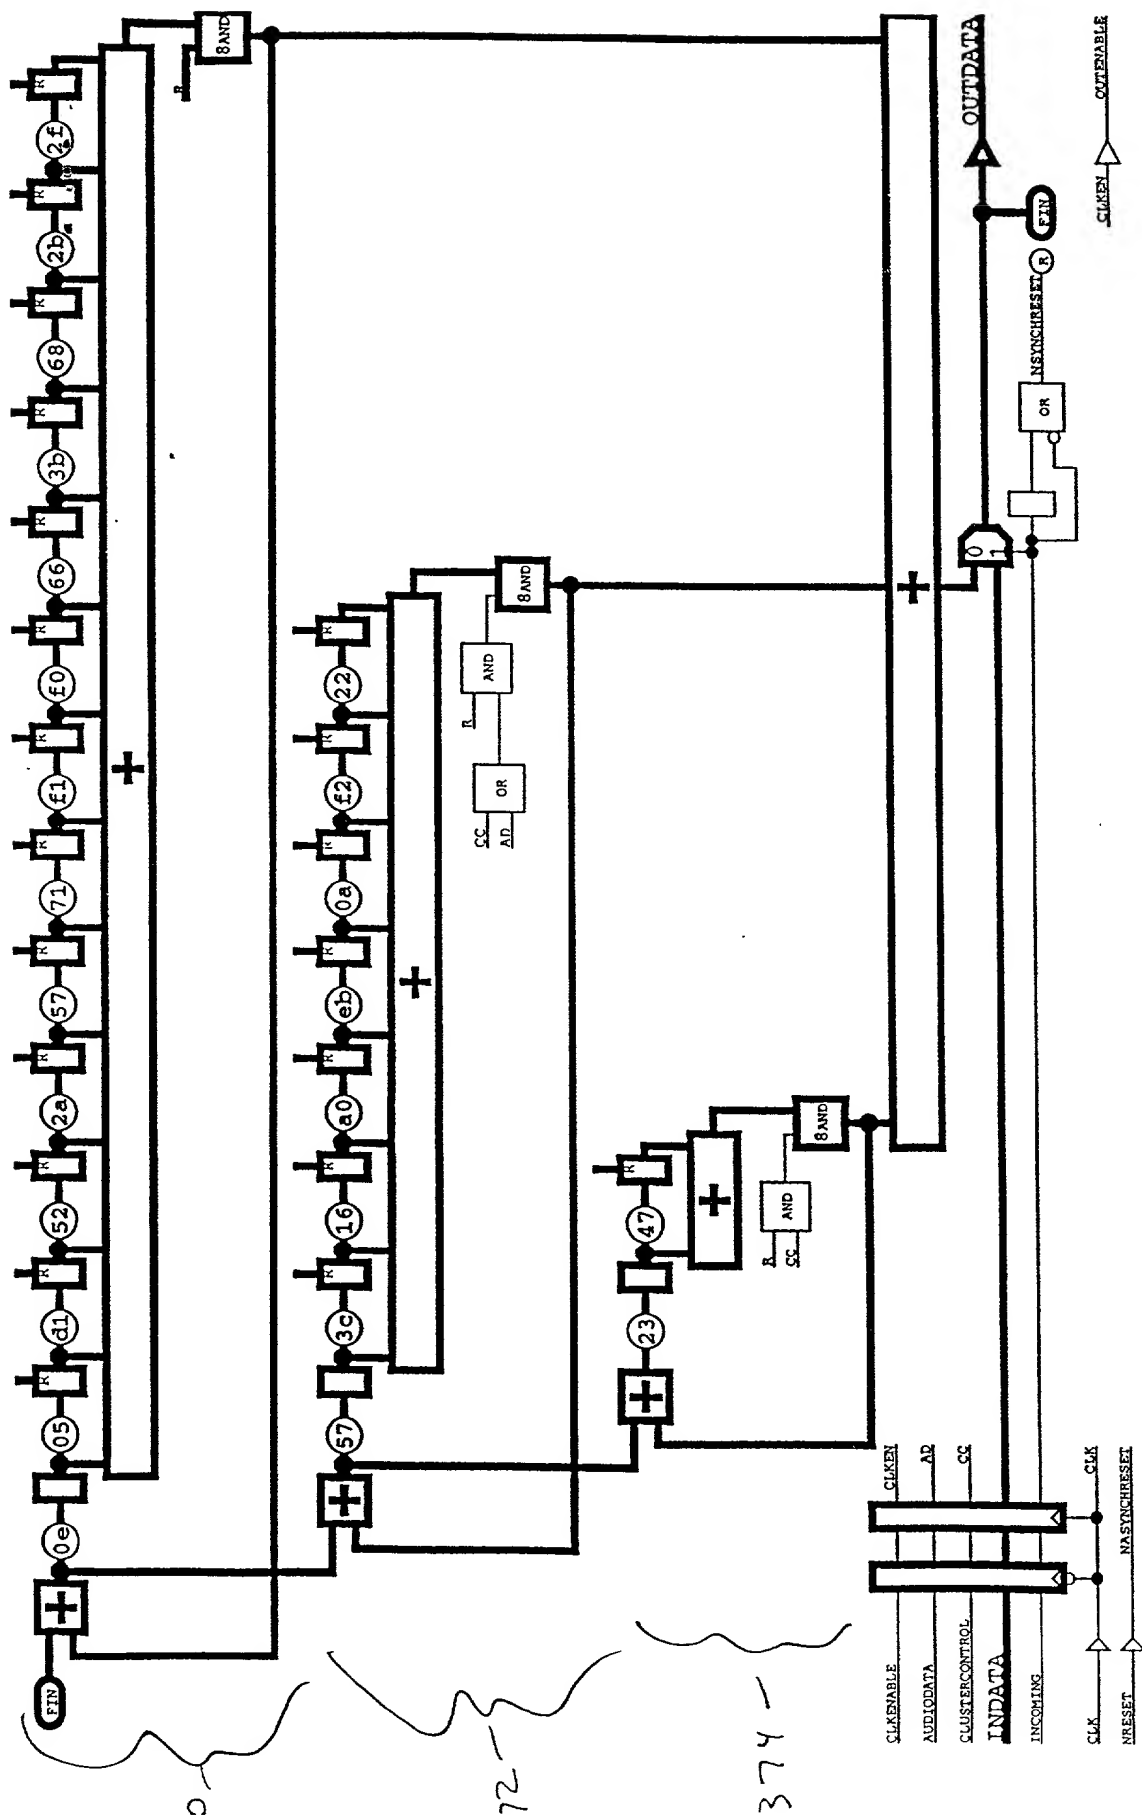 FIN + 0e 05 d1 52 2a 57 71 f1 f0 66 3b 68 2b 2f
R R R R R R R R R R R R R
+
8AND
R
+ 57 3c 16 a0 eb 0a f2 22
R R R R R R R
+
8AND
AND
R
OR
CC
AD
+ 23 47
R
+
8AND
AND
R
CC
+
CLKENABLE CLKEN
AUDIODATA AD
CLUSTERCONTROL CC
INDATA
INCOMING
CLK CLK
NRESET NASYNCHRESET
0
1
OR
NSYNCHRESET R
FIN
OUTDATA
CLKEN OUTENABLE
72
374